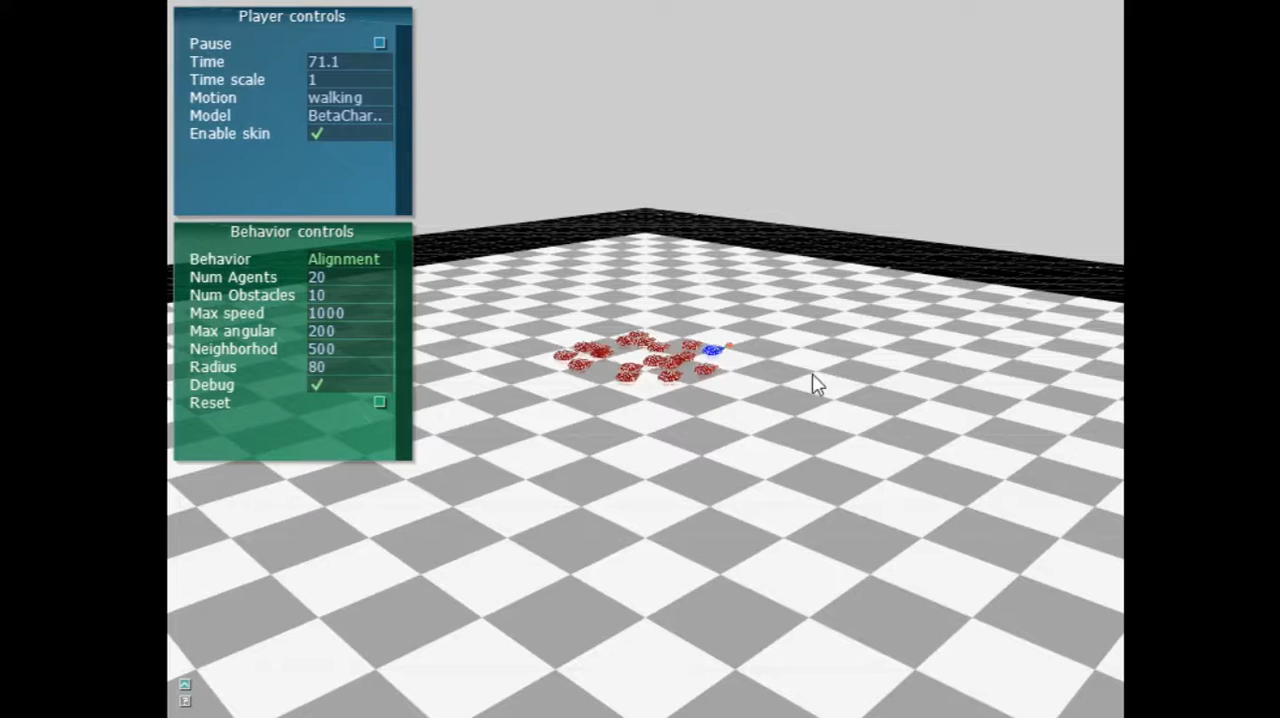 Player controls
Pause
Time 71.1
Time scale 1
Motion walking
Model BetaChar..
Enable skin ✓
Behavior controls
Behavior Alignment
Num Agents 20
Num Obstacles 10
Max speed 1000
Max angular 200
Neighborhod 500
Radius 80
Debug ✓
Reset
?